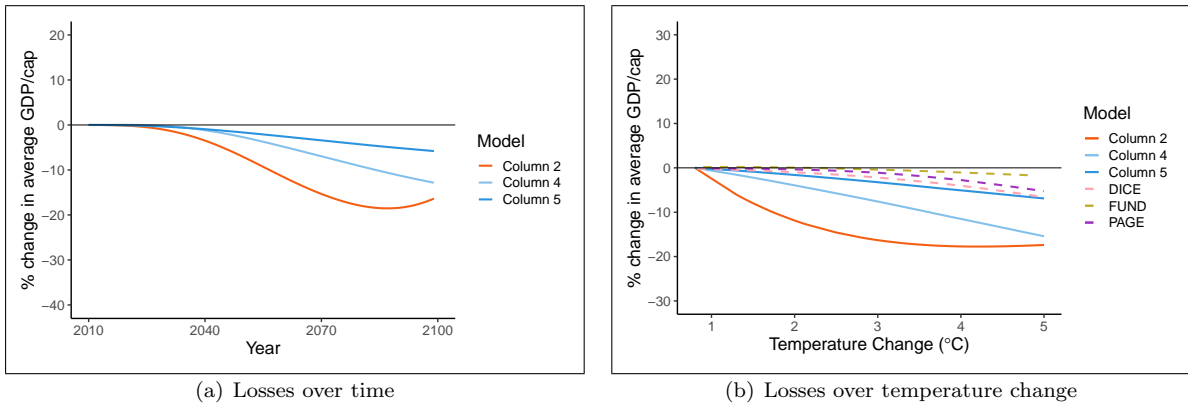 % change in average GDP/cap
20
10
0
−10
−20
−30
−40
2010
2040
2070
2100
Year
Model
Column 2
Column 4
Column 5
(a) Losses over time
% change in average GDP/cap
30
20
10
0
−10
−20
−30
1
2
3
4
5
Temperature Change (°C)
Model
Column 2
Column 4
Column 5
DICE
FUND
PAGE
(b) Losses over temperature change